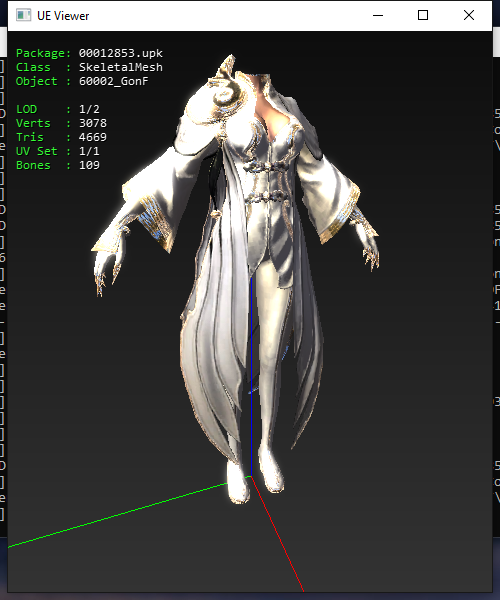 UE Viewer
Package: 00012853.upk
Class : SkeletalMesh
Object : 60002_GonF
LOD : 1/2
Verts : 3078
Tris : 4669
UV Set : 1/1
Bones : 109